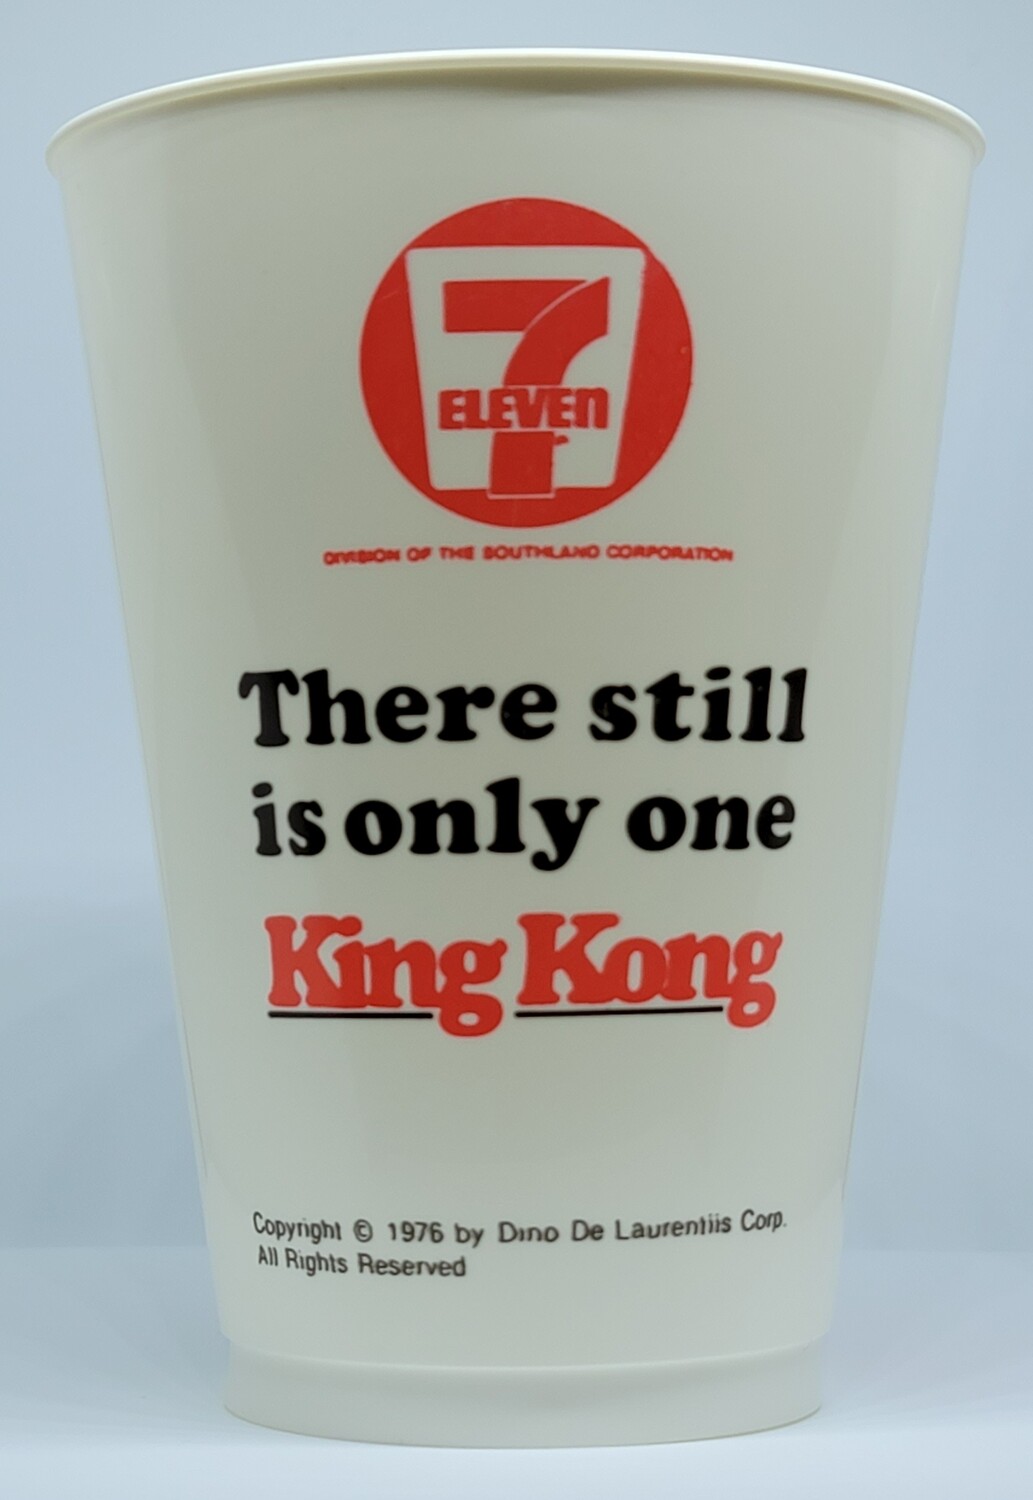 7
ELEVEn
DIVISION OF THE SOUTHLAND CORPORATION
There still
is only one
King Kong
Copyright © 1976 by Dino De Laurentiis Corp.
All Rights Reserved